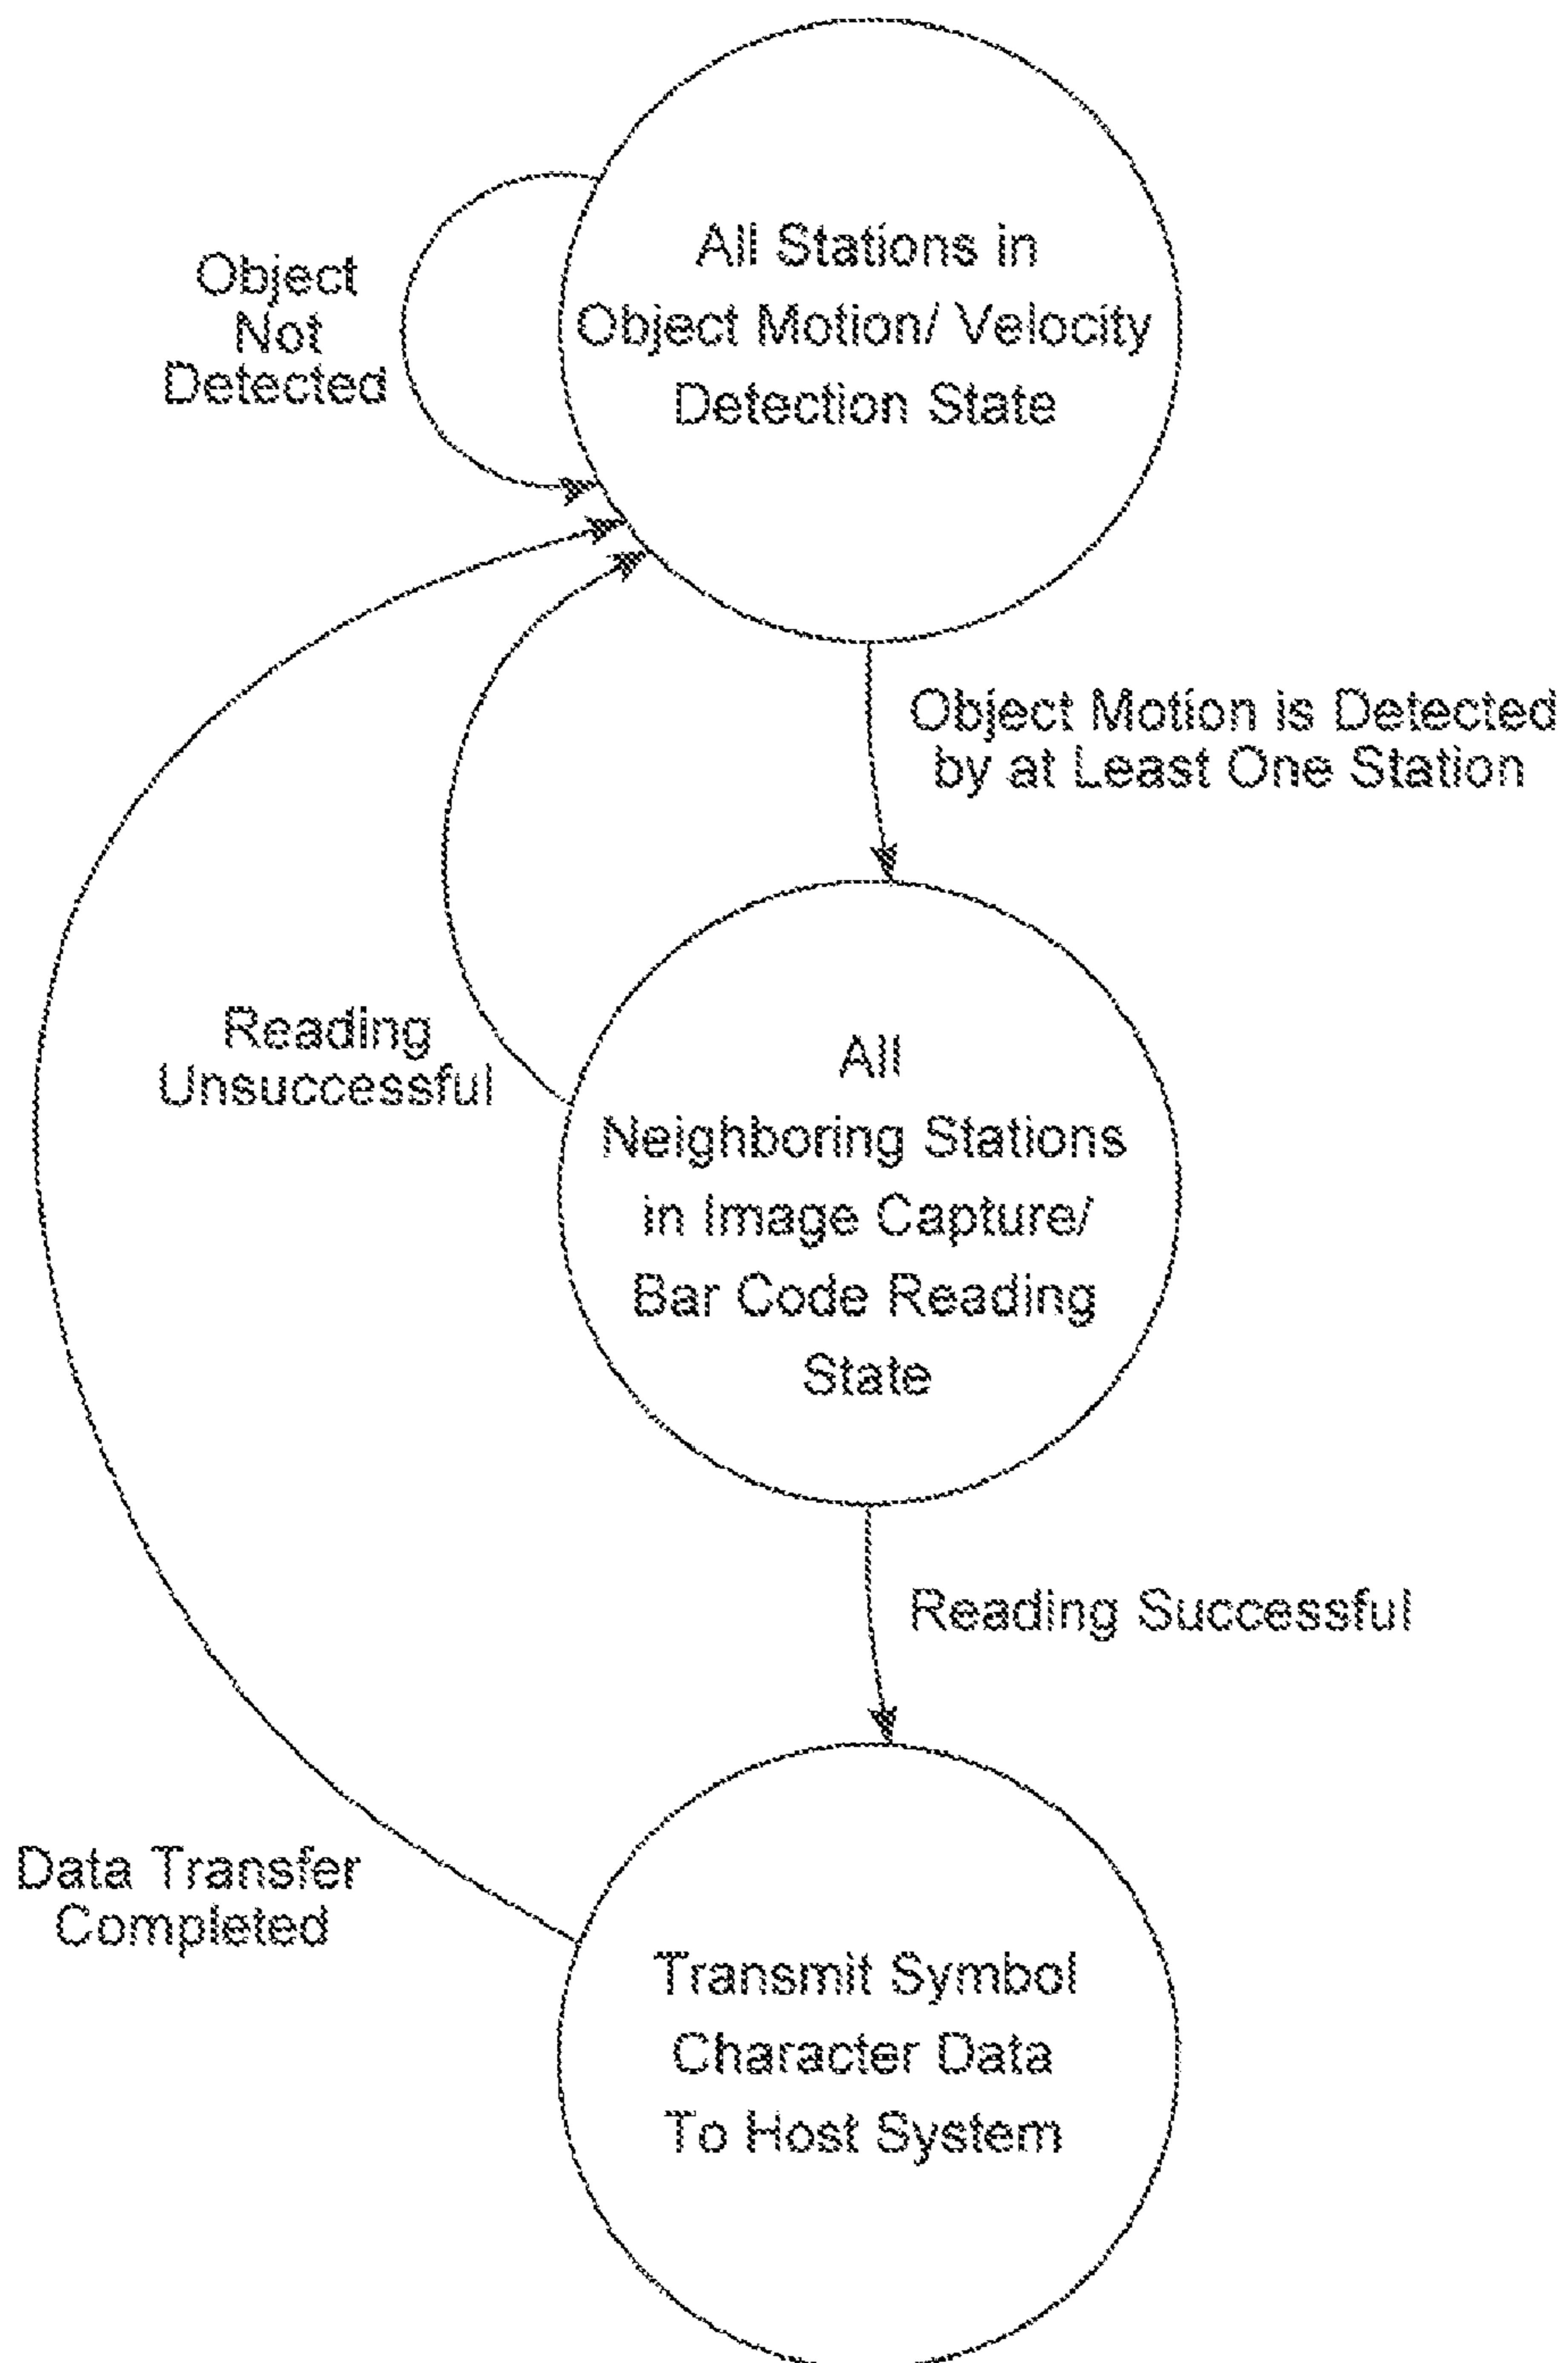 All Stations in
Object Motion/ Velocity
Detection State
Object
Not
Detected
Object Motion is Detected
by at Least One Station
Reading
Unsuccessful
All
Neighboring Stations
in Image Capture/
Bar Code Reading
State
Reading Successful
Data Transfer
Completed
Transmit Symbol
Character Data
To Host System